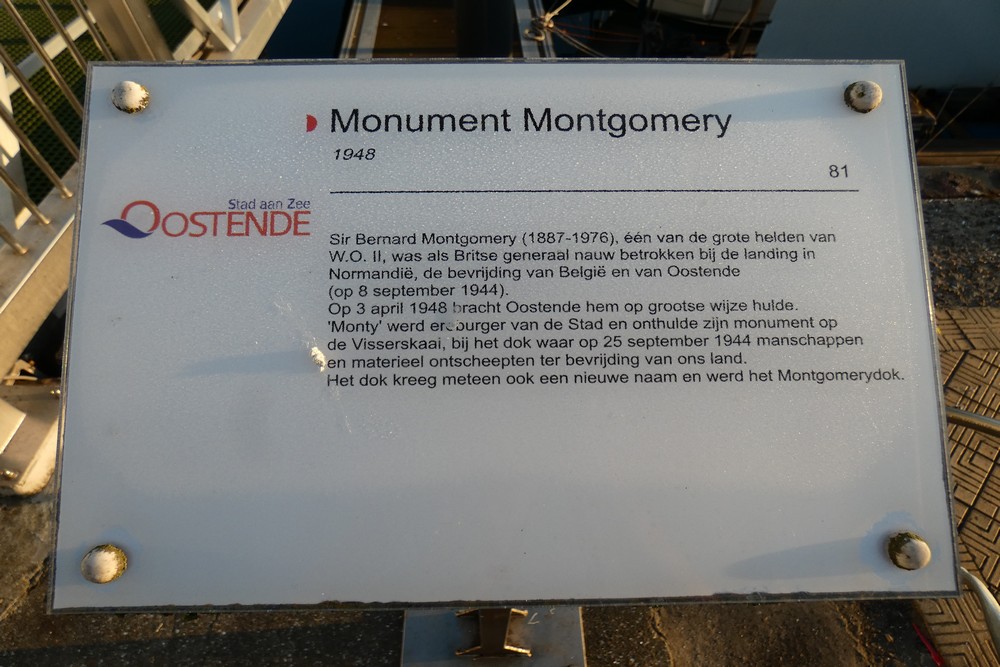 Monument Montgomery
1948
81
Stad aan Zee
OOSTENDE
Sir Bernard Montgomery (1887-1976), één van de grote helden van
W.O. II, was als Britse generaal nauw betrokken bij de landing in
Normandië, de bevrijding van België en van Oostende
(op 8 september 1944).
Op 3 april 1948 bracht Oostende hem op grootse wijze hulde.
'Monty' werd ereburger van de Stad en onthulde zijn monument op
de Visserskaai, bij het dok waar op 25 september 1944 manschappen
en materieel ontscheepten ter bevrijding van ons land.
Het dok kreeg meteen ook een nieuwe naam en werd het Montgomerydok.